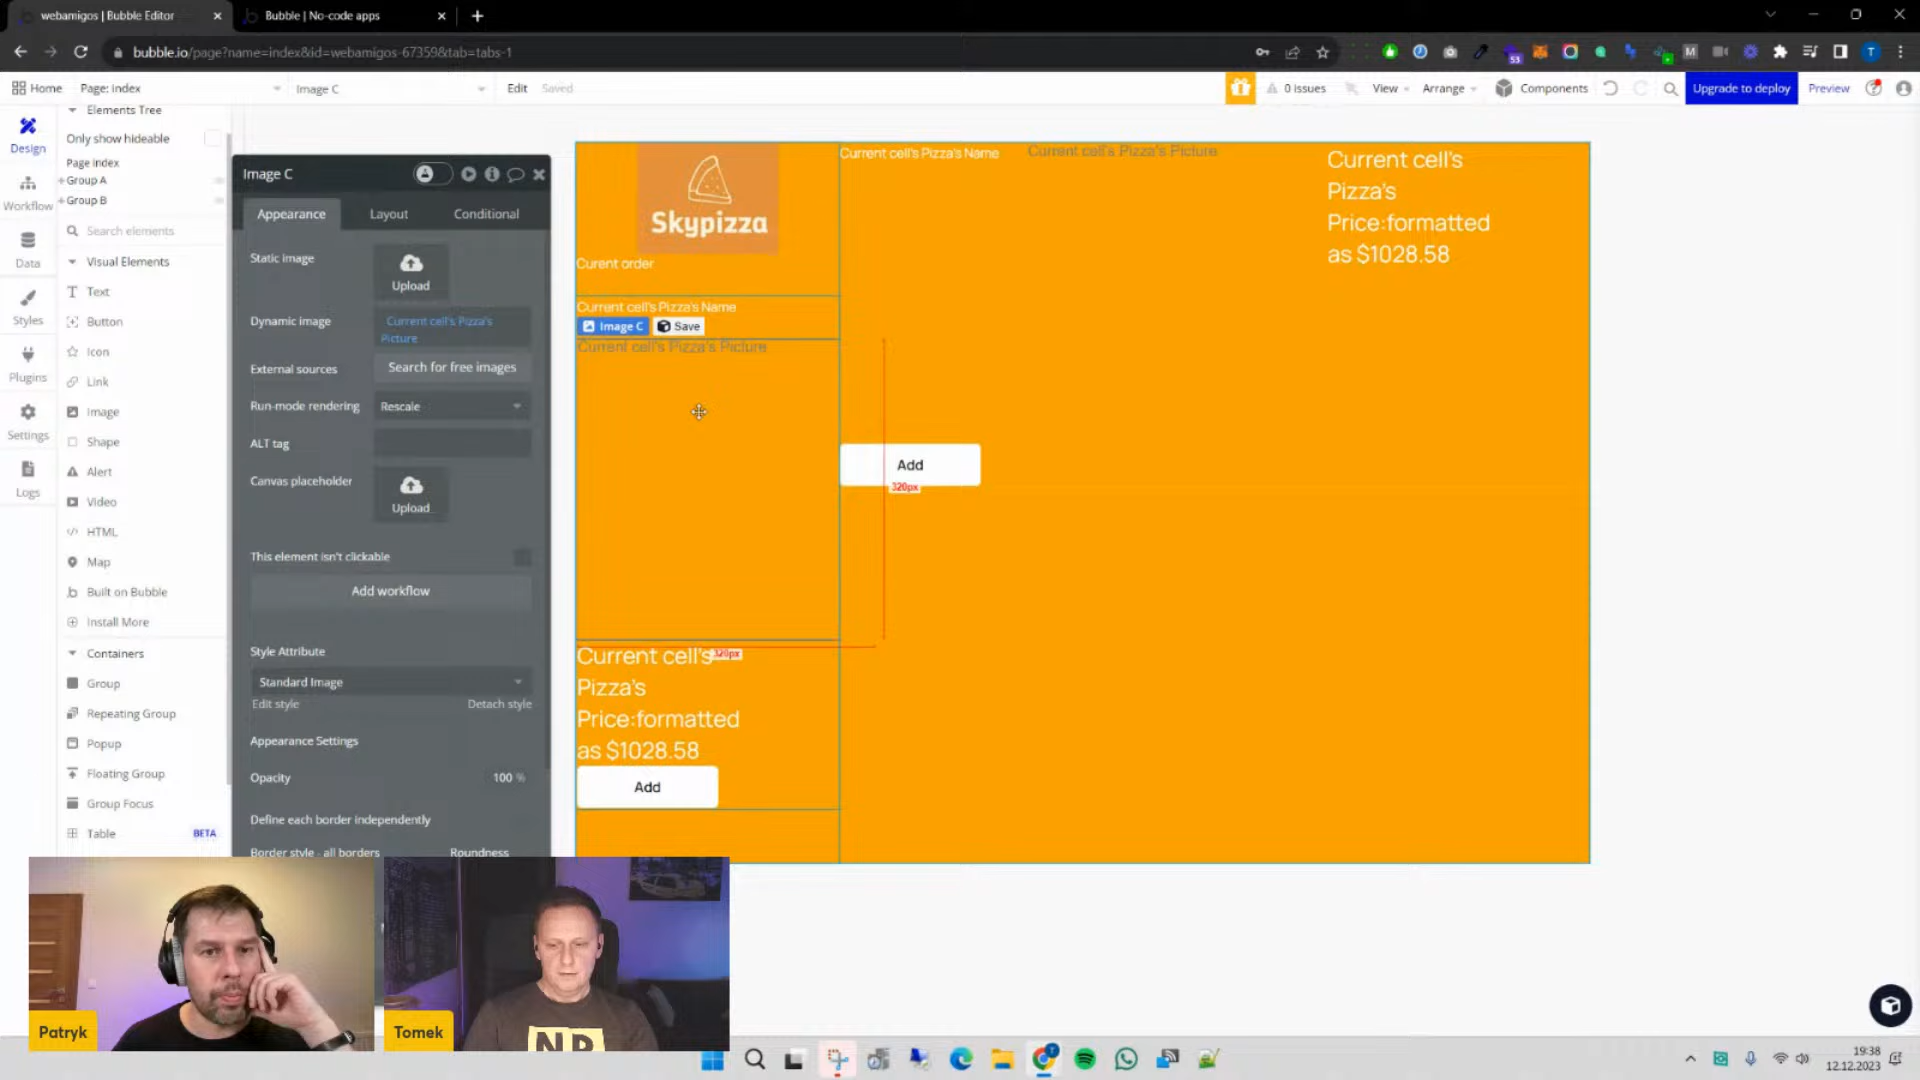 webamigos | Bubble Editor
Bubble | No-code apps
bubble.io/page?name=index&id=webamigos-67359&tab=tabs-1
53
M
T
Home
Page: index
Image C
Edit
Saved
0 issues
View
Arrange
Components
Upgrade to deploy
Preview
Design
Workflow
Data
Styles
Plugins
Settings
Logs
Elements Tree
Only show hideable
Page index
Group A
Group B
Search elements
Visual Elements
Text
Button
Icon
Link
Image
Shape
Alert
Video
HTML
Map
Built on Bubble
Install More
Containers
Group
Repeating Group
Popup
Floating Group
Group Focus
Table
BETA
Image C
Appearance
Layout
Conditional
Static image
Upload
Dynamic image
Current cell's Pizza's
Picture
External sources
Search for free images
Run-mode rendering
Rescale
ALT tag
Canvas placeholder
Upload
This element isn't clickable
Add workflow
Style Attribute
Standard Image
Edit style
Detach style
Appearance Settings
Opacity
100 %
Define each border independently
Border style - all borders
Roundness
Skypizza
Curent order
Current cell's Pizza's Name
Image C
Save
Current cell's Pizza's Picture
Current cell's
320px
Pizza's
Price:formatted
as $1028.58
Add
Current cell's Pizza's Name
Current cell's Pizza's Picture
Current cell's
Pizza's
Price:formatted
as $1028.58
Add
320px
Patryk
Tomek
19:38
12.12.2023